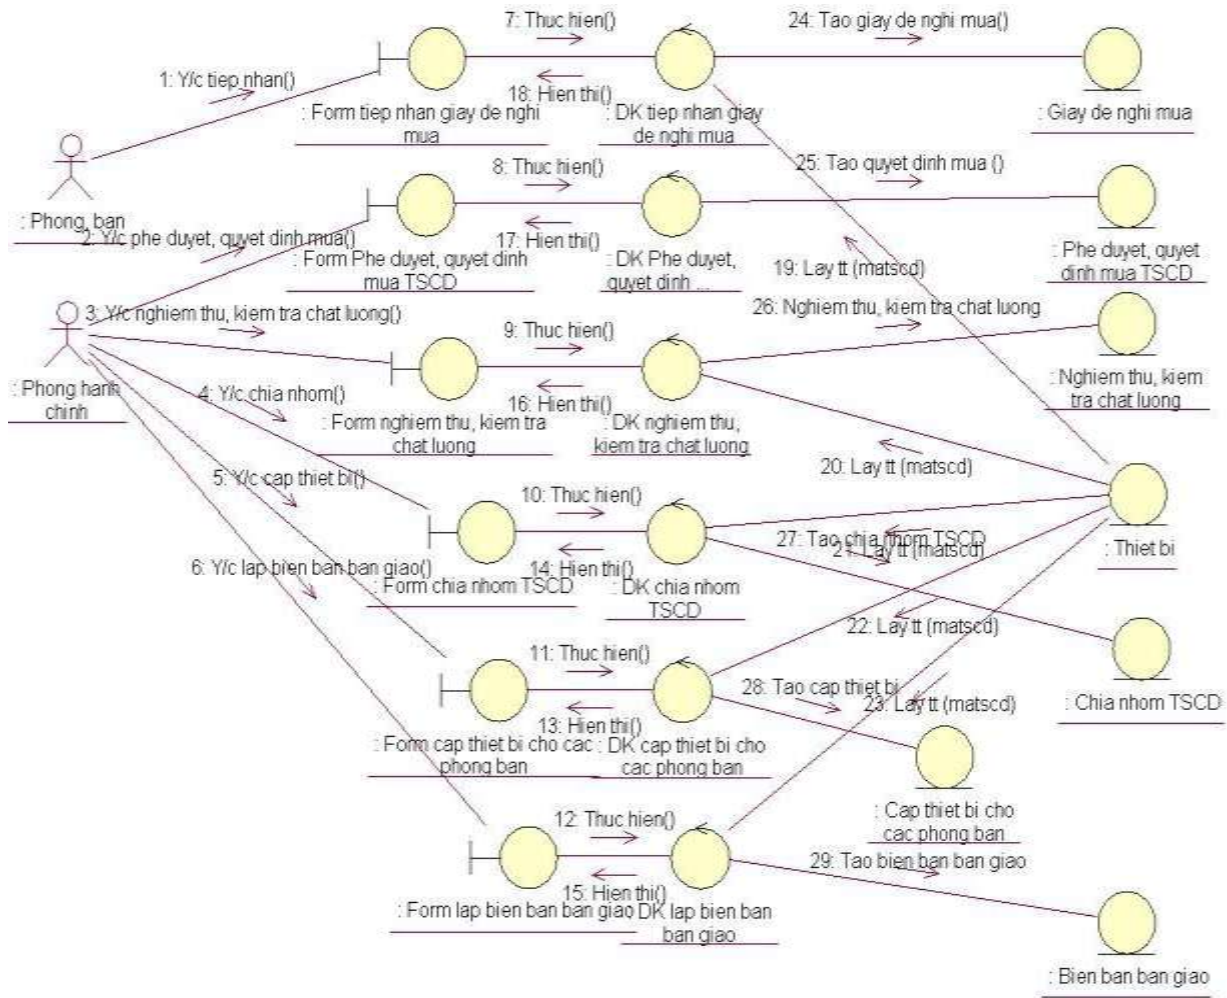 7: Thuc hien()
24: Tao giay de nghi mua()
1: Y/c tiep nhan()
18: Hien thi()
: Form tiep nhan giay de nghi
mua
: DK tiep nhan giay
de nghi mua
: Giay de nghi mua
: Phong, ban
8: Thuc hien()
25: Tao quyet dinh mua ()
2: Y/c phe duyet, quyet dinh mua()
17: Hien thi()
: Form Phe duyet, quyet dinh
mua TSCD
: DK Phe duyet,
quyet dinh ...
19: Lay tt (matscd)
: Phe duyet, quyet
dinh mua TSCD
3: Y/c nghiem thu, kiem tra chat luong()
9: Thuc hien()
26: Nghiem thu, kiem tra chat luong
: Phong hanh
chinh
4: Y/c chia nhom()
16: Hien thi()
: Form nghiem thu, kiem tra
chat luong
: DK nghiem thu,
kiem tra chat luong
: Nghiem thu, kiem
tra chat luong
20: Lay tt (matscd)
5: Y/c cap thiet bi()
10: Thuc hien()
27: Tao chia nhom TSCD
21: Lay tt (matscd)
: Thiet bi
6: Y/c lap bien ban ban giao()
14: Hien thi()
: Form chia nhom TSCD
: DK chia nhom
TSCD
22: Lay tt (matscd)
11: Thuc hien()
28: Tao cap thiet bi
23: Lay tt (matscd)
: Chia nhom TSCD
13: Hien thi()
: Form cap thiet bi cho cac
phong ban
: DK cap thiet bi cho
cac phong ban
: Cap thiet bi cho
cac phong ban
12: Thuc hien()
29: Tao bien ban ban giao
15: Hien thi()
: Form lap bien ban ban giao
DK lap bien ban
ban giao
: Bien ban ban giao